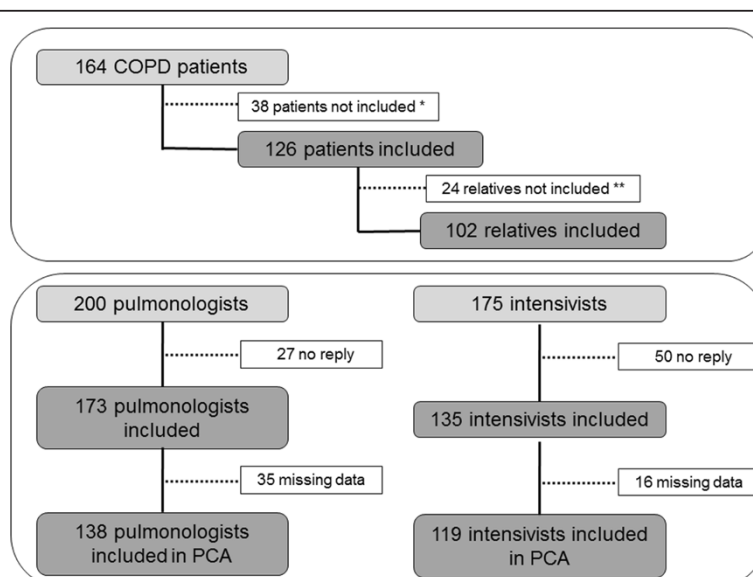 164 COPD patients
38 patients not included *
126 patients included
24 relatives not included **
102 relatives included
200 pulmonologists
27 no reply
173 pulmonologists
included
35 missing data
138 pulmonologists
included in PCA
175 intensivists
50 no reply
135 intensivists included
16 missing data
119 intensivists included
in PCA